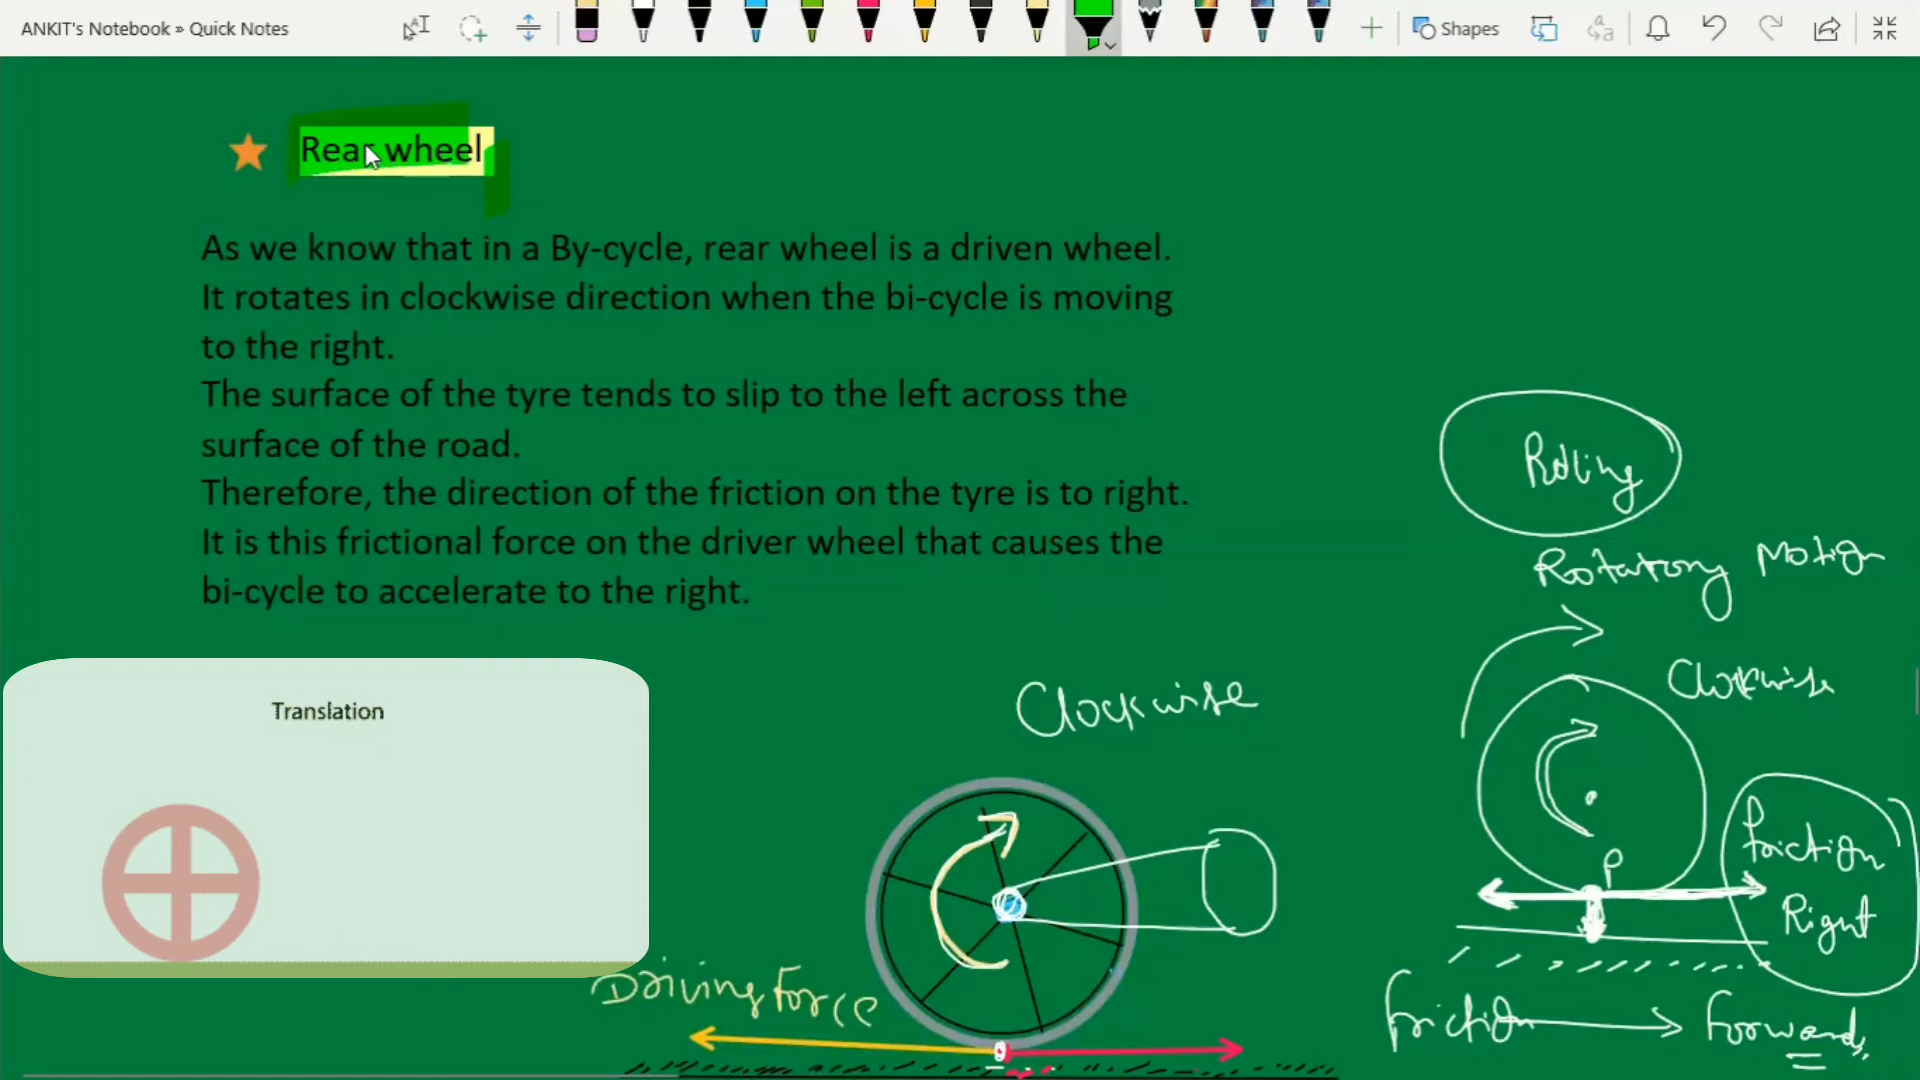 ANKIT's Notebook » Quick Notes
Shapes
Rear wheel
As we know that in a By-cycle, rear wheel is a driven wheel.
It rotates in clockwise direction when the bi-cycle is moving
to the right.
The surface of the tyre tends to slip to the left across the
surface of the road.
Therefore, the direction of the friction on the tyre is to right.
It is this frictional force on the driver wheel that causes the
bi-cycle to accelerate to the right.
Rolling
Rotatory Motion
Clockwise
P
Friction
Right
Friction Forward
Translation
Clockwise
Driving Force